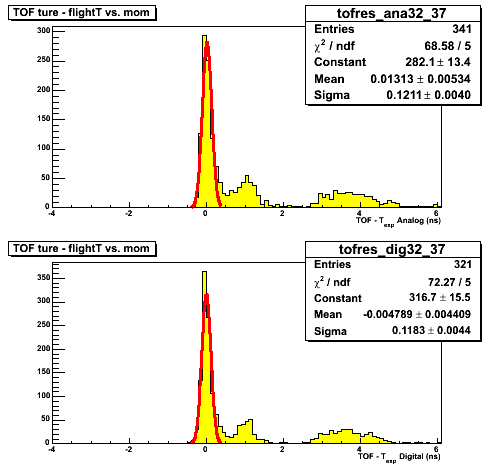 TOF ture - flightT vs. mom
tofres_ana32_37
Entries 341
χ² / ndf 68.58 / 5
Constant 282.1 ± 13.4
Mean 0.01313 ± 0.00534
Sigma 0.1211 ± 0.0040
300
250
200
150
100
50
0
-4 -2 0 2 4 6
TOF - Texp Analog (ns)
TOF ture - flightT vs. mom
tofres_dig32_37
Entries 321
χ² / ndf 72.27 / 5
Constant 316.7 ± 15.5
Mean -0.004789 ± 0.004409
Sigma 0.1183 ± 0.0044
350
300
250
200
150
100
50
0
-4 -2 0 2 4 6
TOF - Texp Digital (ns)